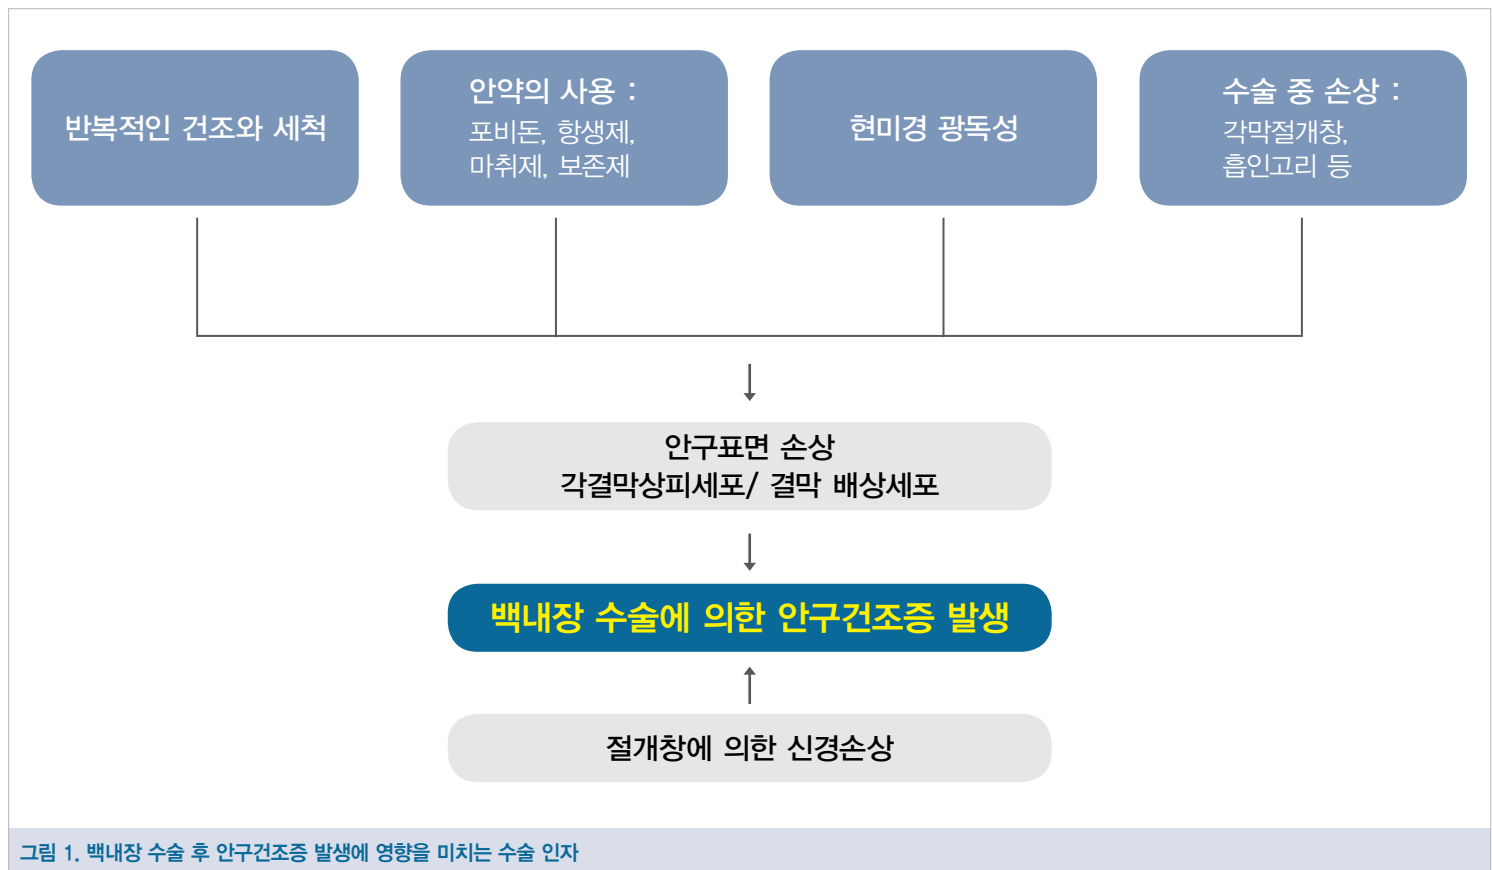 반복적인 건조와 세척
안약의 사용 :
포비돈, 항생제,
마취제, 보존제
현미경 광독성
수술 중 손상 :
각막절개창,
흡인고리 등
안구표면 손상
각결막상피세포/ 결막 배상세포
백내장 수술에 의한 안구건조증 발생
절개창에 의한 신경손상
그림 1. 백내장 수술 후 안구건조증 발생에 영향을 미치는 수술 인자